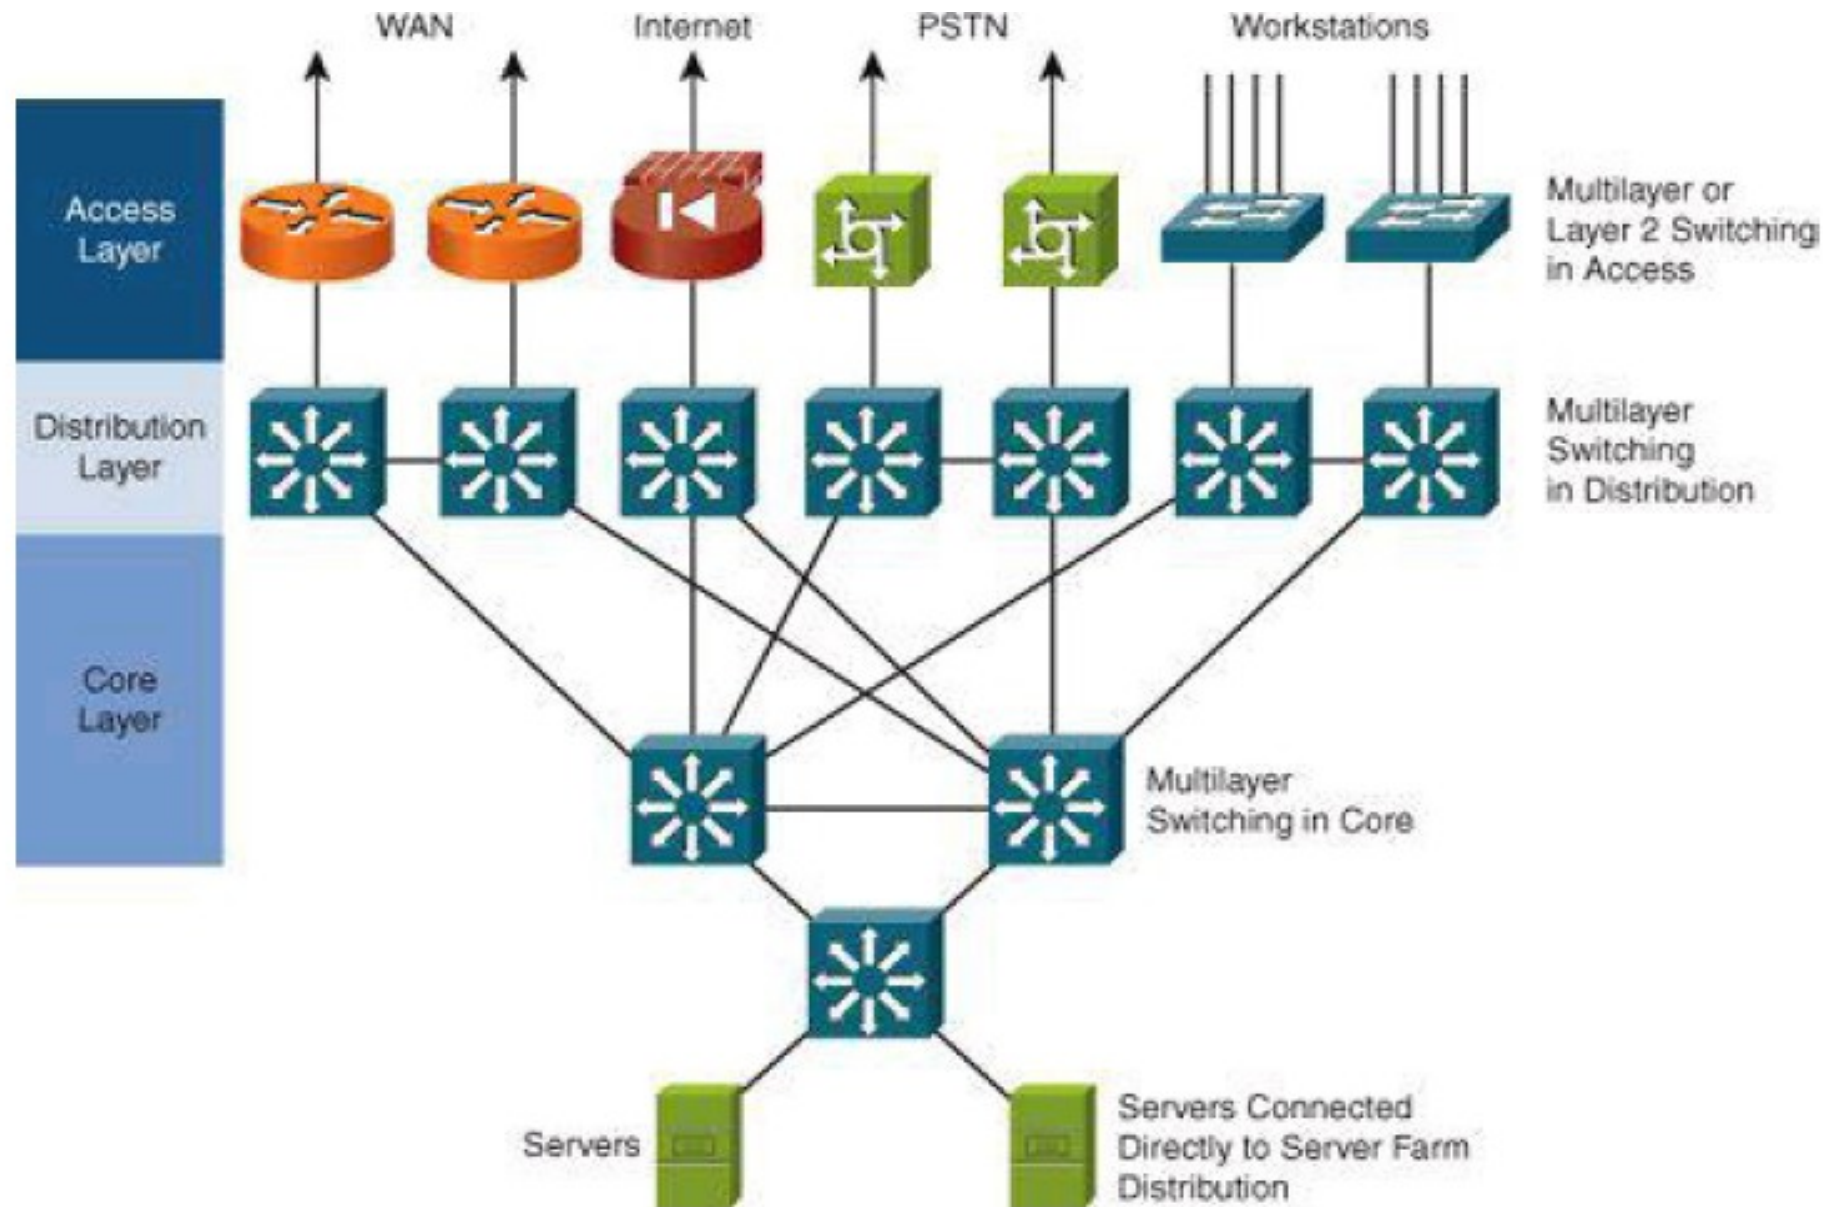 WAN
Internet
PSTN
Workstations
Access
Layer
Multilayer or
Layer 2 Switching
in Access
Distribution
Layer
Multilayer
Switching
in Distribution
Core
Layer
Multilayer
Switching in Core
Servers
Servers Connected
Directly to Server Farm
Distribution